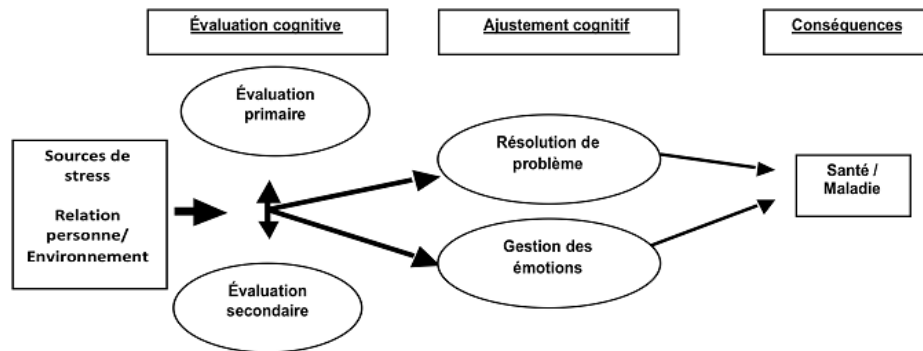 Évaluation cognitive
Ajustement cognitif
Conséquences
Évaluation
primaire
Sources de
stress
Relation
personne/
Environnement
Évaluation
secondaire
Résolution de
problème
Gestion des
émotions
Santé /
Maladie